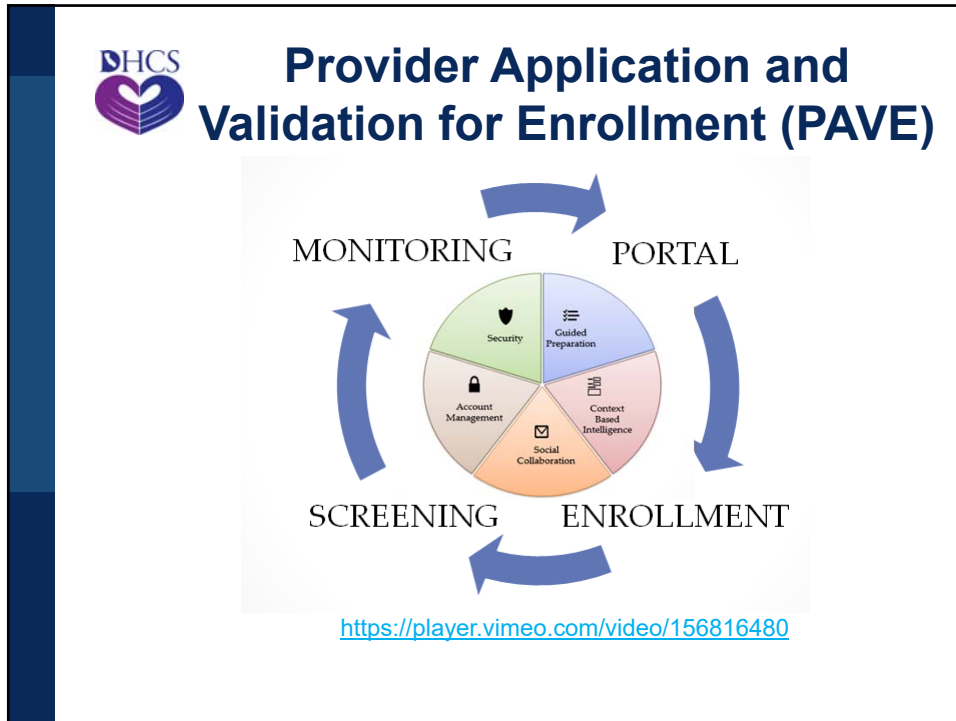 DHCS
Provider Application and
Validation for Enrollment (PAVE)
MONITORING
PORTAL
Security
Guided
Preparation
Account
Management
Context
Based
Intelligence
Social
Collaboration
SCREENING
ENROLLMENT
https://player.vimeo.com/video/156816480